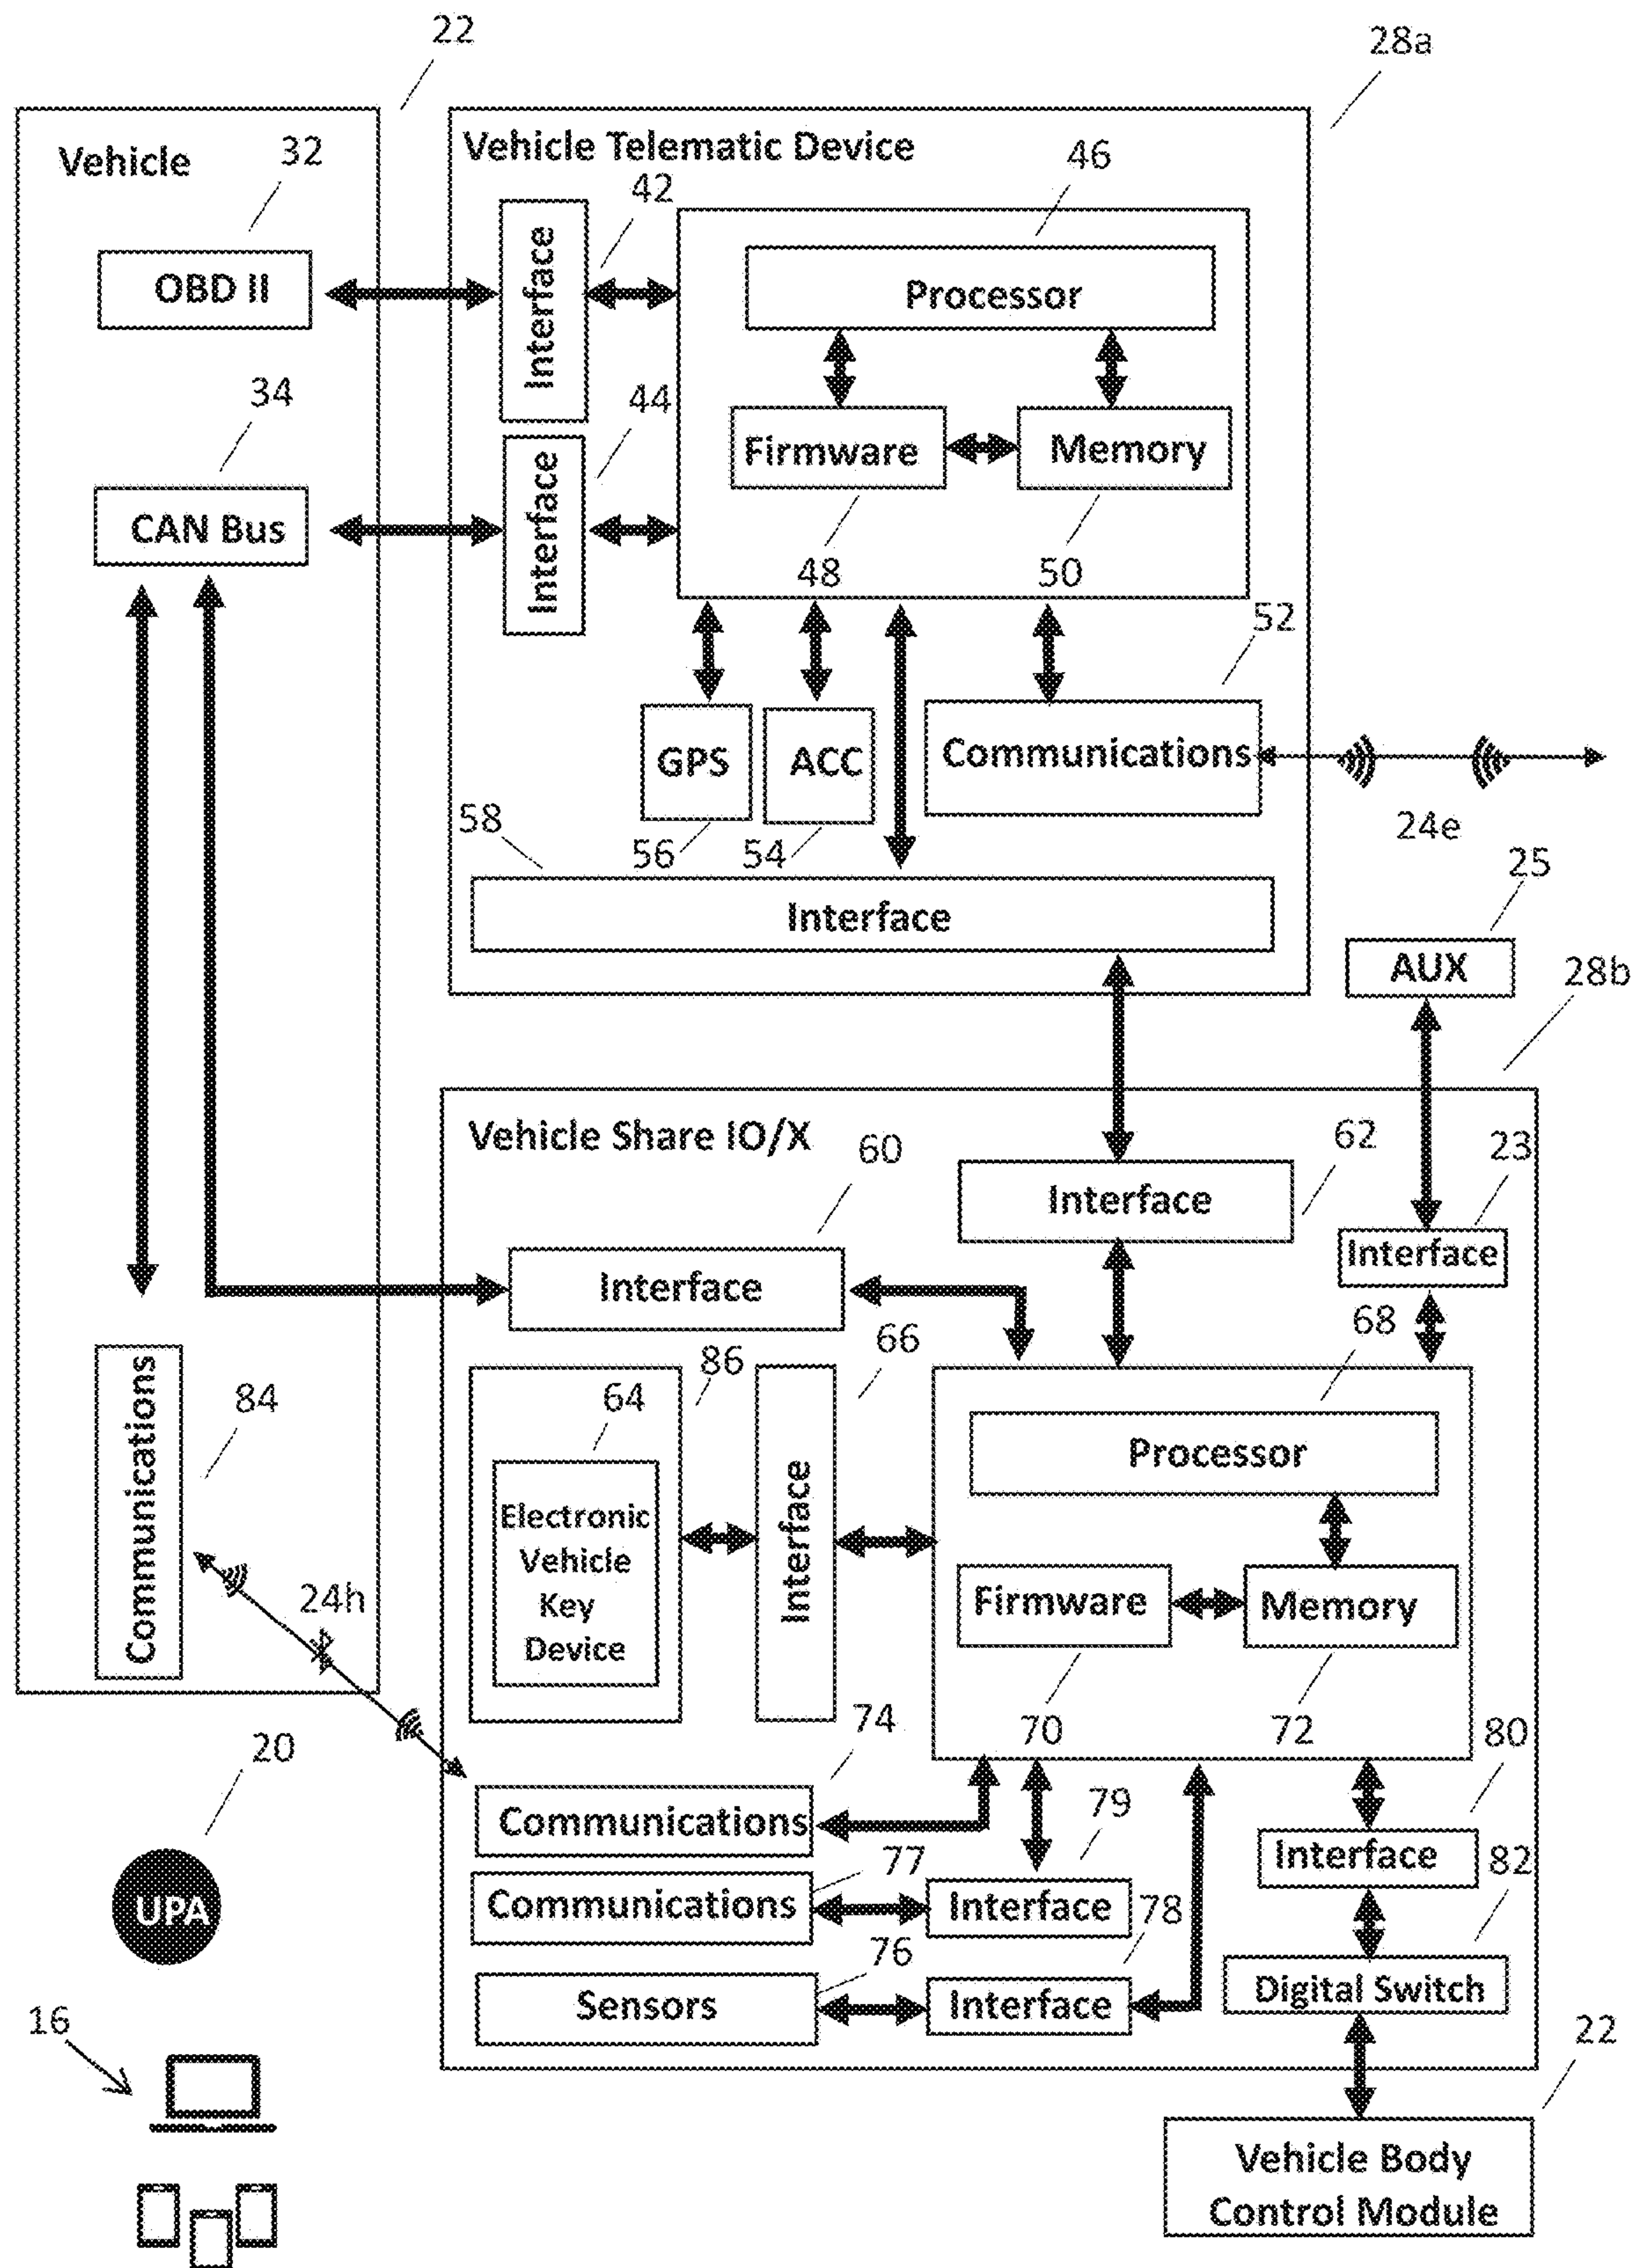 22
28a
Vehicle
32
Vehicle Telematic Device
46
42
OBD II
Interface
Processor
34
44
Firmware
Memory
CAN Bus
Interface
48
50
52
GPS
ACC
Communications
58
56
54
24e
25
Interface
AUX
28b
Vehicle Share IO/X
60
62
23
Interface
Interface
Interface
68
66
86
84
64
Communications
Processor
Electronic
Vehicle
Key
Device
Interface
Firmware
Memory
24h
74
70
72
80
20
79
Communications
77
Interface
82
UPA
Communications
Interface
78
76
Digital Switch
Sensors
Interface
16
22
Vehicle Body
Control Module